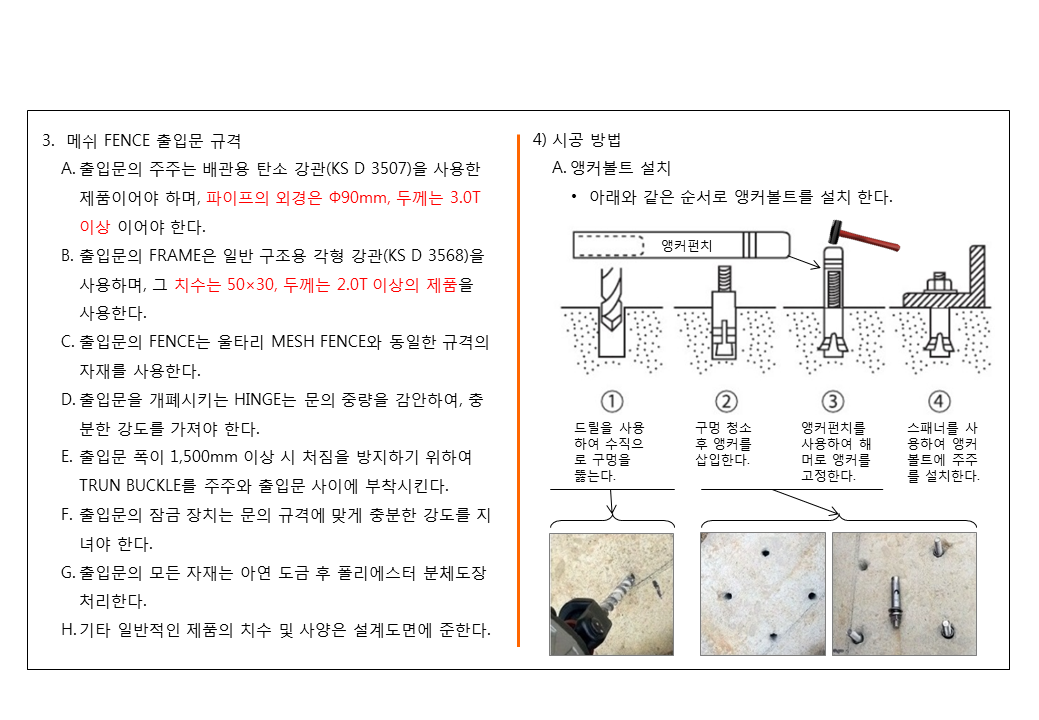 3. 메쉬 FENCE 출입문 규격
A. 출입문의 주주는 배관용 탄소 강관(KS D 3507)을 사용한
제품이어야 하며, 파이프의 외경은 Φ90mm, 두께는 3.0T
이상 이어야 한다.
B. 출입문의 FRAME은 일반 구조용 각형 강관(KS D 3568)을
사용하며, 그 치수는 50×30, 두께는 2.0T 이상의 제품을
사용한다.
C. 출입문의 FENCE는 울타리 MESH FENCE와 동일한 규격의
자재를 사용한다.
D. 출입문을 개폐시키는 HINGE는 문의 중량을 감안하여, 충
분한 강도를 가져야 한다.
E. 출입문 폭이 1,500mm 이상 시 처짐을 방지하기 위하여
TRUN BUCKLE를 주주와 출입문 사이에 부착시킨다.
F. 출입문의 잠금 장치는 문의 규격에 맞게 충분한 강도를 지
녀야 한다.
G. 출입문의 모든 자재는 아연 도금 후 폴리에스터 분체도장
처리한다.
H. 기타 일반적인 제품의 치수 및 사양은 설계도면에 준한다.
4) 시공 방법
A. 앵커볼트 설치
• 아래와 같은 순서로 앵커볼트를 설치 한다.
앵커펀치
① ② ③ ④
드릴을 사용
하여 수직으
로 구멍을
뚫는다.
구멍 청소
후 앵커를
삽입한다.
앵커펀치를
사용하여 해
머로 앵커를
고정한다.
스패너를 사
용하여 앵커
볼트에 주주
를 설치한다.